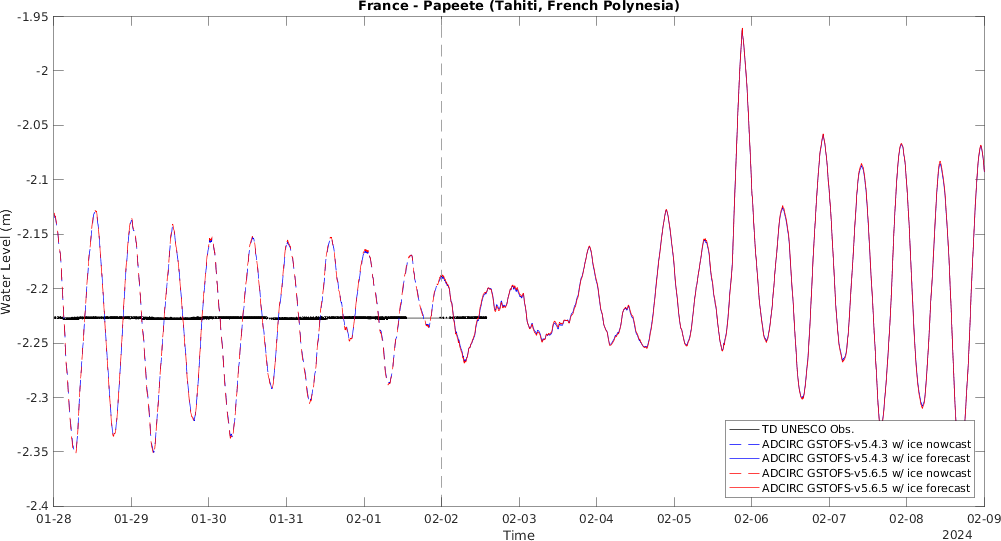 France - Papeete (Tahiti, French Polynesia)
-1.95
-2
-2.05
-2.1
-2.15
-2.2
-2.25
-2.3
-2.35
-2.4
Water Level (m)
TD UNESCO Obs.
ADCIRC GSTOFS-v5.4.3 w/ ice nowcast
ADCIRC GSTOFS-v5.4.3 w/ ice forecast
ADCIRC GSTOFS-v5.6.5 w/ ice nowcast
ADCIRC GSTOFS-v5.6.5 w/ ice forecast
01-28 01-29 01-30 01-31 02-01 02-02 02-03 02-04 02-05 02-06 02-07 02-08 02-09
Time
2024